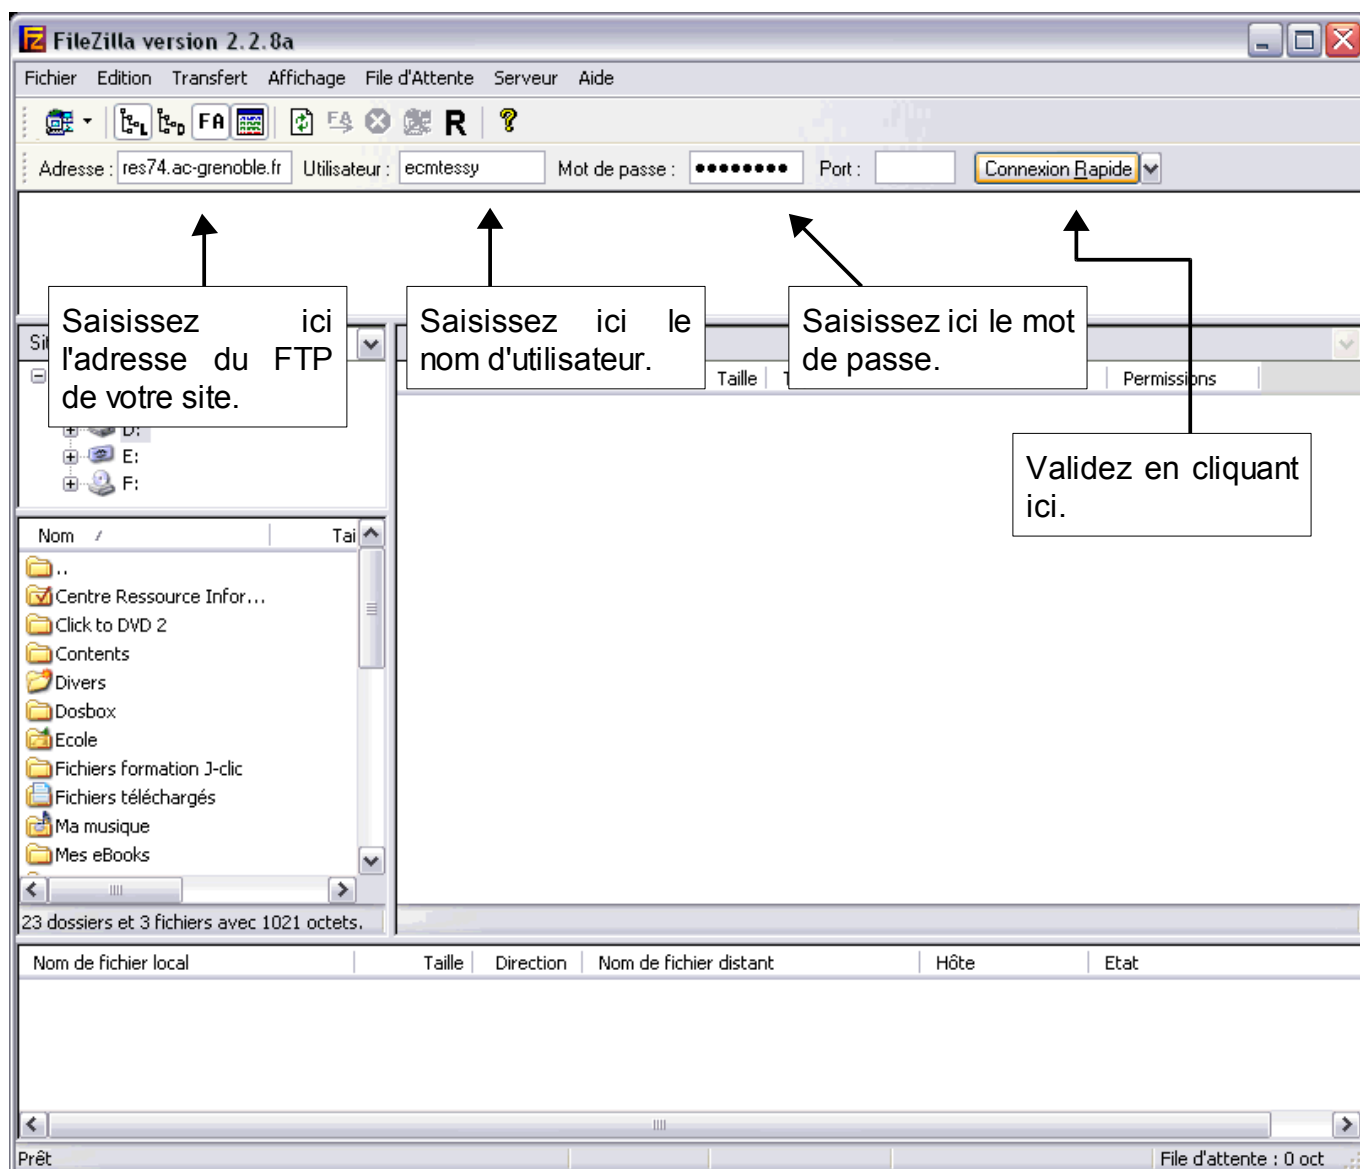 FileZilla version 2.2.8a
Fichier Edition Transfert Affichage File d'Attente Serveur Aide
L D FA FA R ?
Adresse : res74.ac-grenoble.fr Utilisateur : ecmtessy Mot de passe : ●●●●●●●● Port : Connexion Rapide
Saisissez ici
l'adresse du FTP
de votre site.
Saisissez ici le
nom d'utilisateur.
Saisissez ici le mot
de passe.
Validez en cliquant
ici.
Taille Permissions
D:
E:
F:
Nom Tai
..
Centre Ressource Infor...
Click to DVD 2
Contents
Divers
Dosbox
Ecole
Fichiers formation J-clic
Fichiers téléchargés
Ma musique
Mes eBooks
23 dossiers et 3 fichiers avec 1021 octets.
Nom de fichier local Taille Direction Nom de fichier distant Hôte Etat
Prêt File d'attente : 0 oct